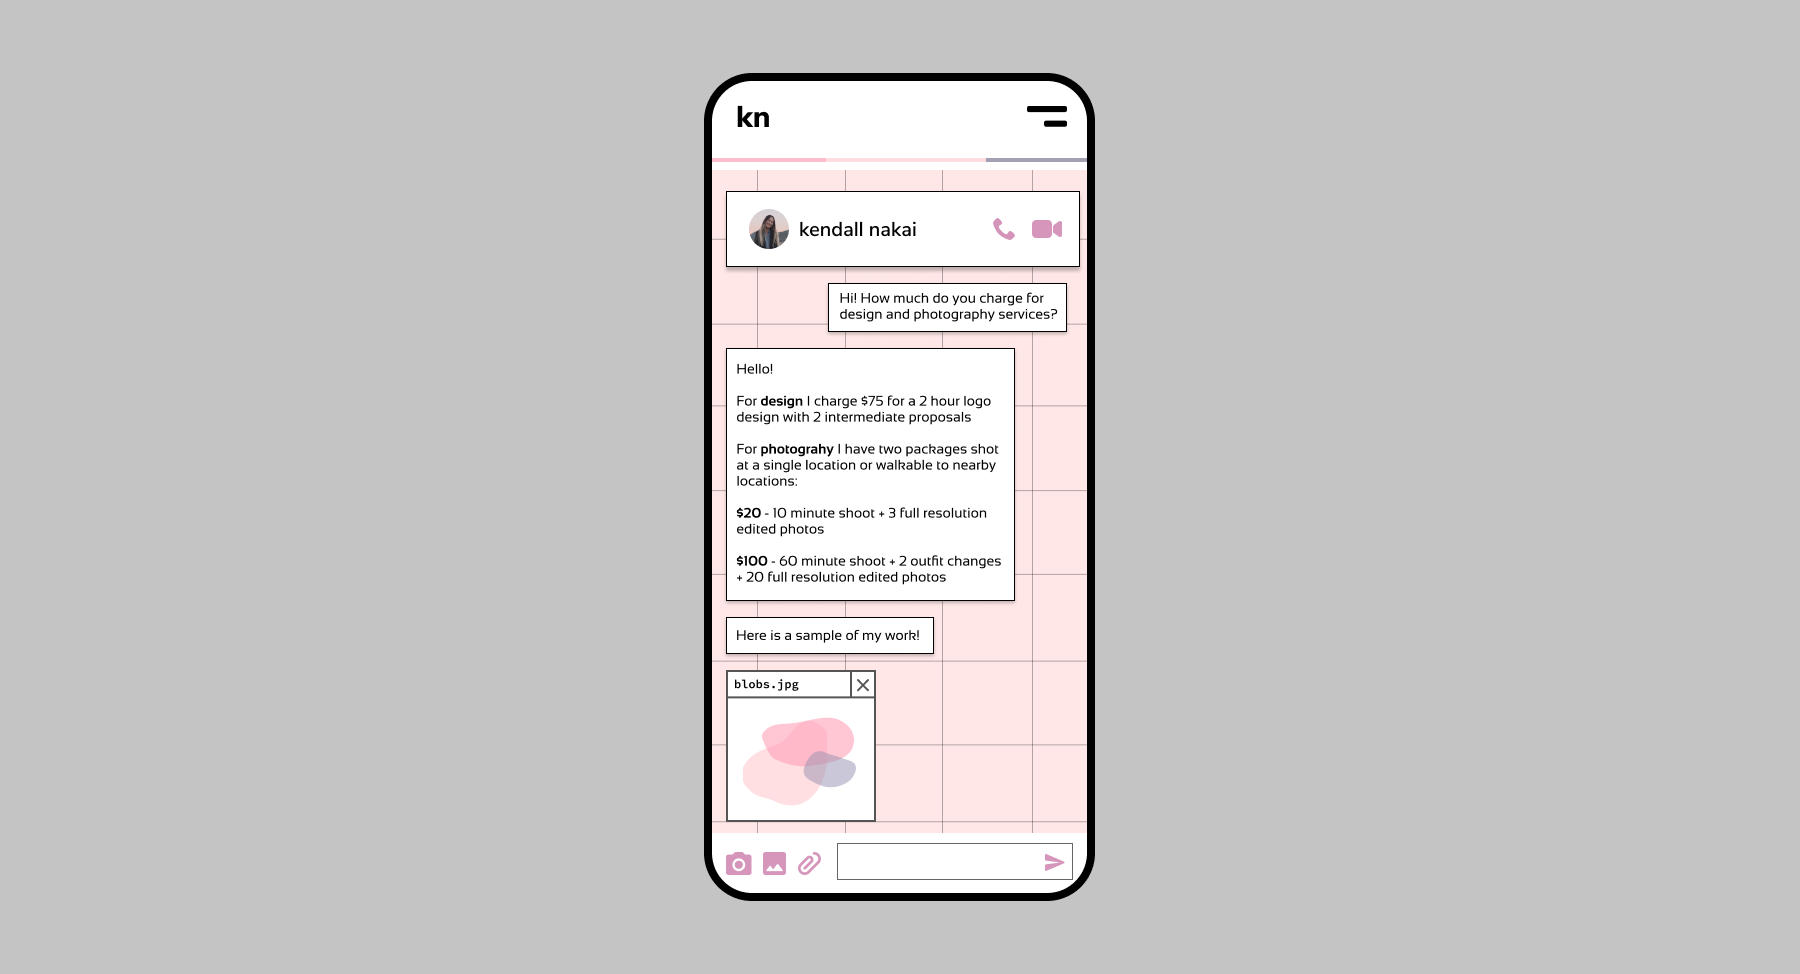 kn
kendall nakai
Hi! How much do you charge for
design and photography services?
Hello!
For design I charge $75 for a 2 hour logo
design with 2 intermediate proposals
For photograhy I have two packages shot
at a single location or walkable to nearby
locations:
$20 - 10 minute shoot + 3 full resolution
edited photos
$100 - 60 minute shoot + 2 outfit changes
+ 20 full resolution edited photos
Here is a sample of my work!
blobs.jpg